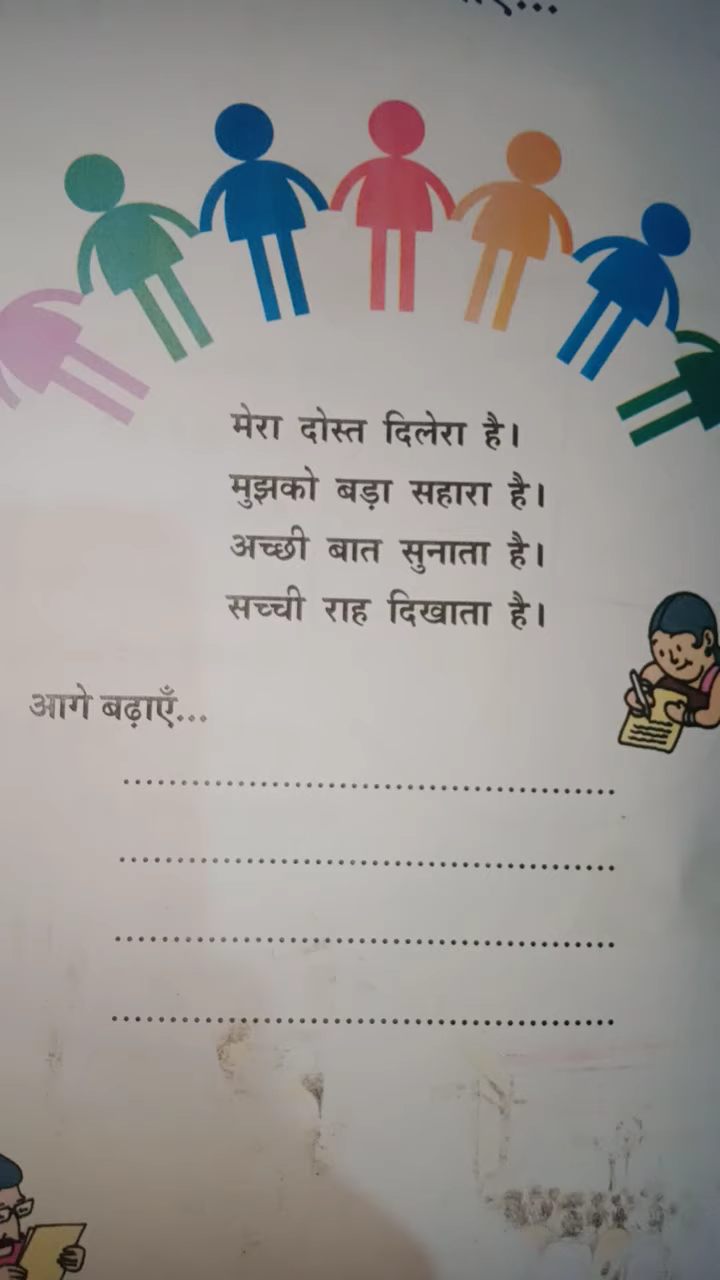 मेरा दोस्त दिलेरा है।
मुझको बड़ा सहारा है।
अच्छी बात सुनाता है।
सच्ची राह दिखाता है।
आगे बढ़ाएँ...